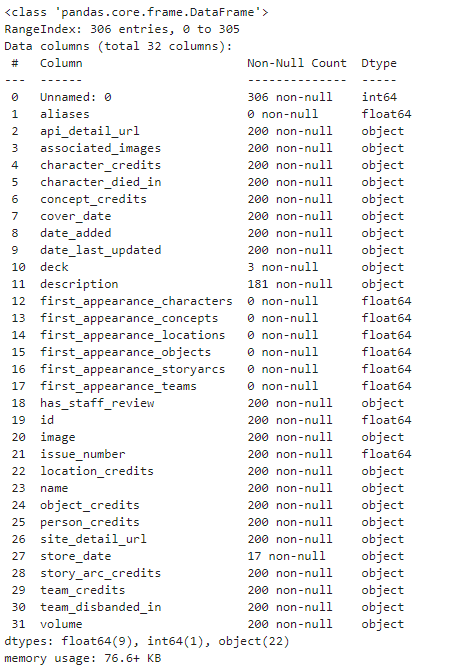 <class 'pandas.core.frame.DataFrame'>
RangeIndex: 306 entries, 0 to 305
Data columns (total 32 columns):
 #   Column                       Non-Null Count  Dtype
---  ------                       --------------  -----
 0   Unnamed: 0                   306 non-null    int64
 1   aliases                      0 non-null      float64
 2   api_detail_url               200 non-null    object
 3   associated_images            200 non-null    object
 4   character_credits            200 non-null    object
 5   character_died_in            200 non-null    object
 6   concept_credits              200 non-null    object
 7   cover_date                   200 non-null    object
 8   date_added                   200 non-null    object
 9   date_last_updated            200 non-null    object
 10  deck                         3 non-null      object
 11  description                  181 non-null    object
 12  first_appearance_characters  0 non-null      float64
 13  first_appearance_concepts    0 non-null      float64
 14  first_appearance_locations   0 non-null      float64
 15  first_appearance_objects     0 non-null      float64
 16  first_appearance_storyarcs   0 non-null      float64
 17  first_appearance_teams       0 non-null      float64
 18  has_staff_review             200 non-null    object
 19  id                           200 non-null    float64
 20  image                        200 non-null    object
 21  issue_number                 200 non-null    float64
 22  location_credits             200 non-null    object
 23  name                         200 non-null    object
 24  object_credits               200 non-null    object
 25  person_credits               200 non-null    object
 26  site_detail_url              200 non-null    object
 27  store_date                   17 non-null     object
 28  story_arc_credits            200 non-null    object
 29  team_credits                 200 non-null    object
 30  team_disbanded_in            200 non-null    object
 31  volume                       200 non-null    object
dtypes: float64(9), int64(1), object(22)
memory usage: 76.6+ KB